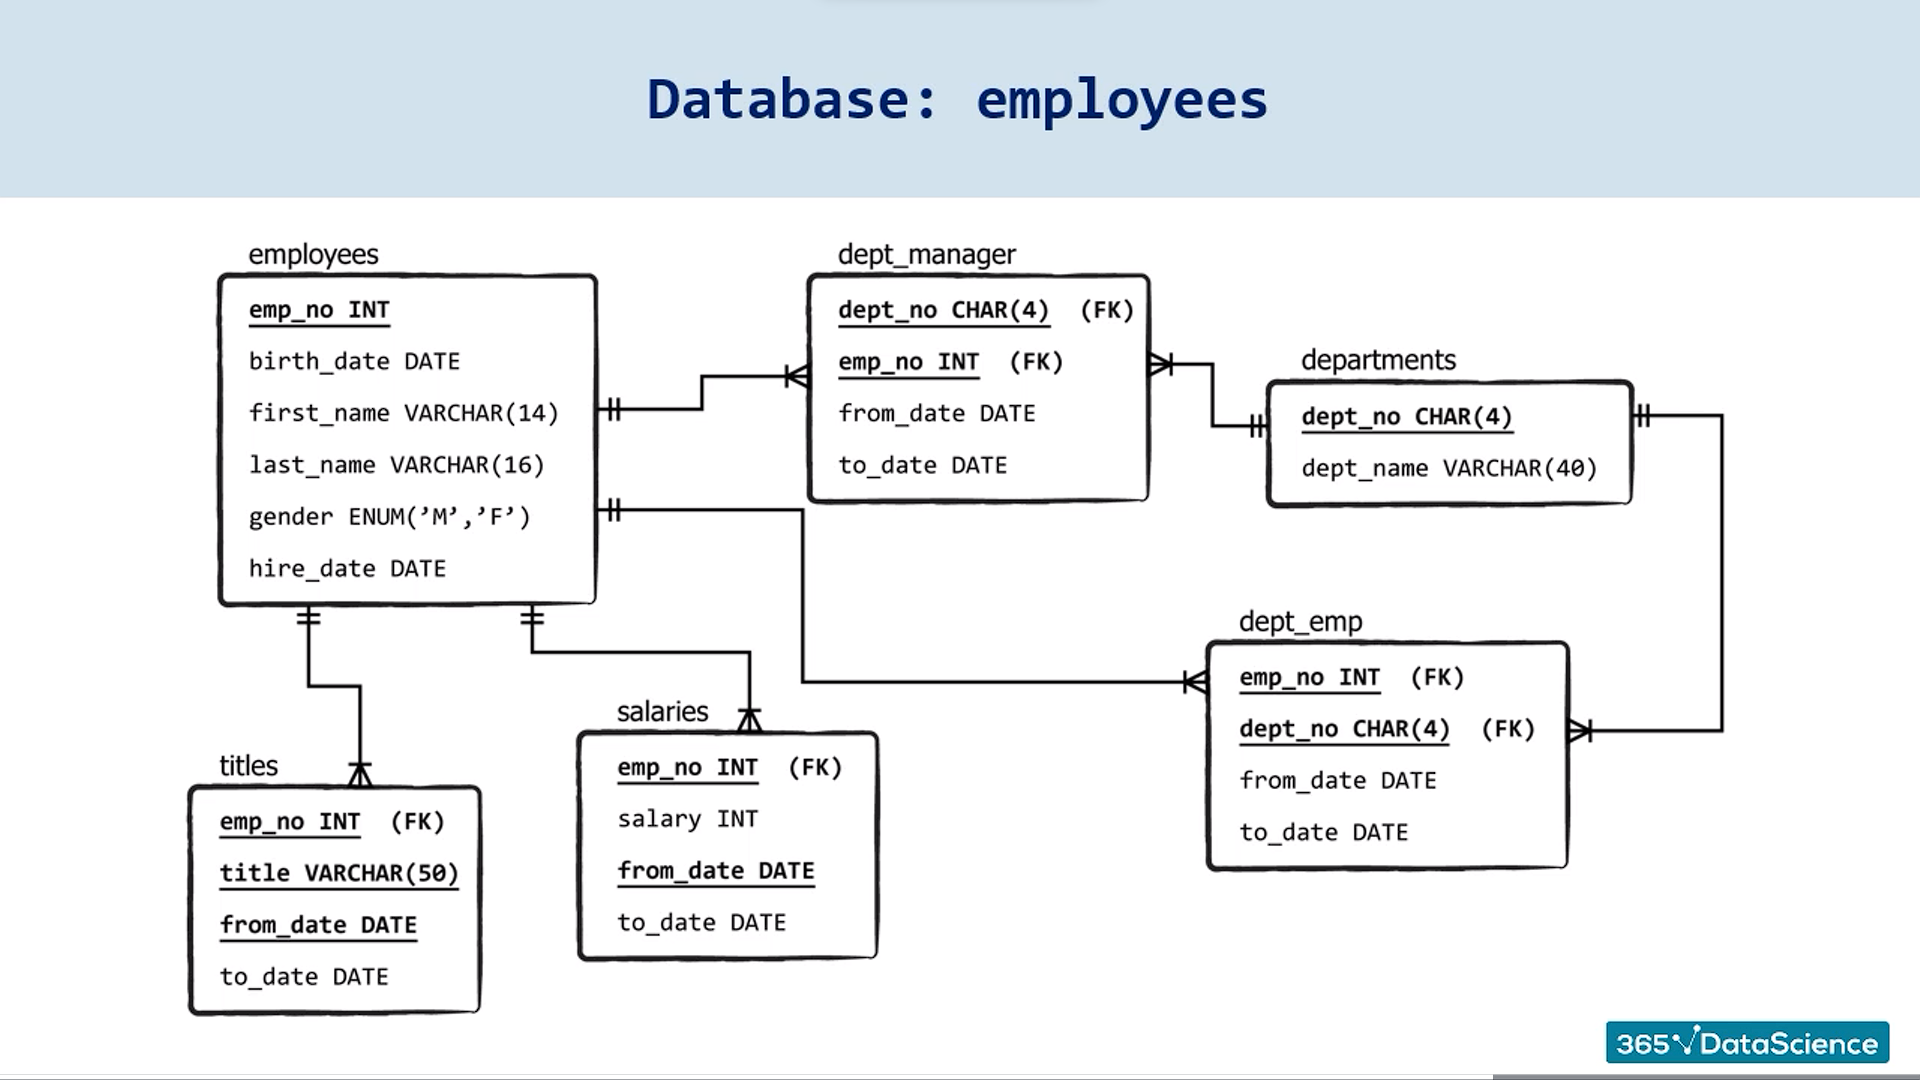 Database: employees
employees
emp_no INT
birth_date DATE
first_name VARCHAR(14)
last_name VARCHAR(16)
gender ENUM(’M’,’F’)
hire_date DATE
dept_manager
dept_no CHAR(4) (FK)
emp_no INT (FK)
from_date DATE
to_date DATE
departments
dept_no CHAR(4)
dept_name VARCHAR(40)
dept_emp
emp_no INT (FK)
dept_no CHAR(4) (FK)
from_date DATE
to_date DATE
salaries
emp_no INT (FK)
salary INT
from_date DATE
to_date DATE
titles
emp_no INT (FK)
title VARCHAR(50)
from_date DATE
to_date DATE
365 DataScience